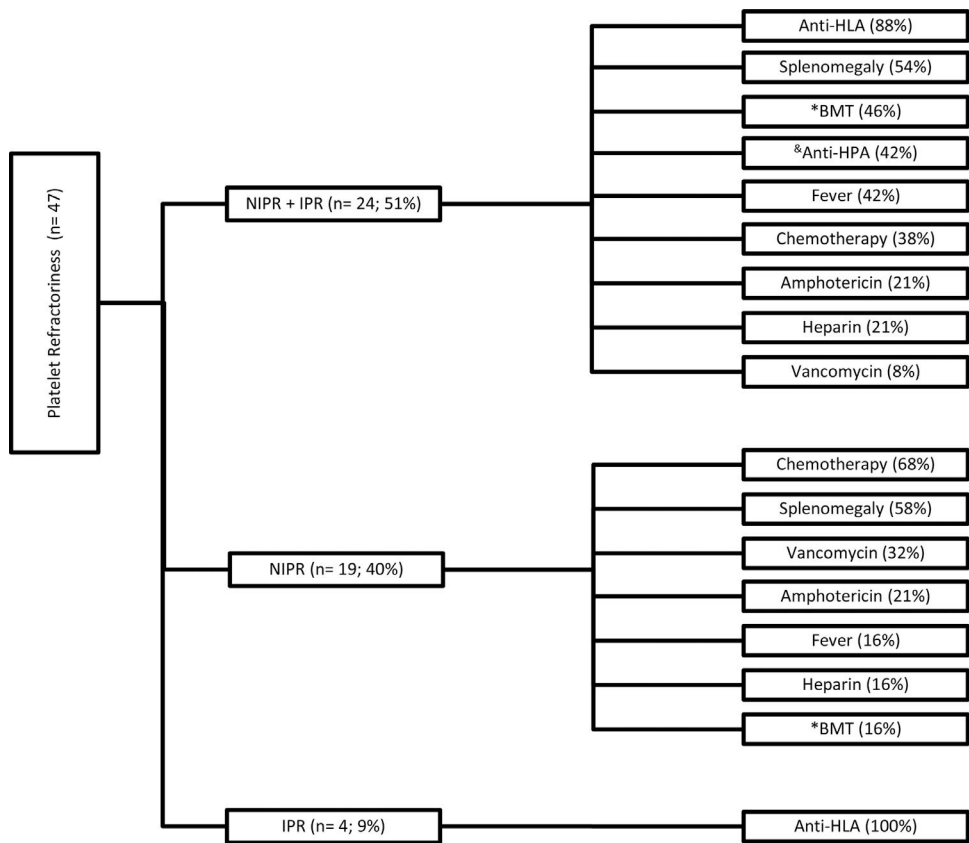 Platelet Refractoriness (n= 47)
NIPR + IPR (n= 24; 51%)
Anti-HLA (88%)
Splenomegaly (54%)
*BMT (46%)
&Anti-HPA (42%)
Fever (42%)
Chemotherapy (38%)
Amphotericin (21%)
Heparin (21%)
Vancomycin (8%)
NIPR (n= 19; 40%)
Chemotherapy (68%)
Splenomegaly (58%)
Vancomycin (32%)
Amphotericin (21%)
Fever (16%)
Heparin (16%)
*BMT (16%)
IPR (n= 4; 9%)
Anti-HLA (100%)